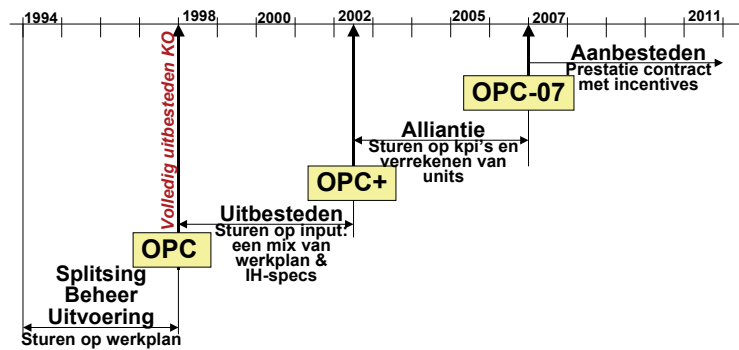 1994
1998
2000
2002
2005
2007
2011
Volledig uitbesteden KO
Aanbesteden
Prestatie contract
met incentives
OPC-07
Alliantie
Sturen op kpi's en
verrekenen van
units
OPC+
Uitbesteden
Sturen op input:
een mix van
werkplan &
IH-specs
OPC
Splitsing
Beheer
Uitvoering
Sturen op werkplan